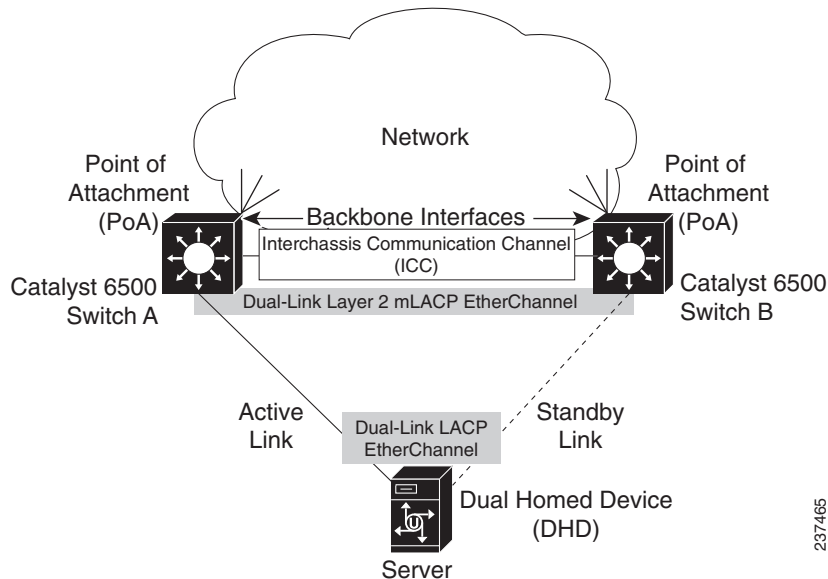 Network
Point of
Attachment
(PoA)
Point of
Attachment
(PoA)
Backbone Interfaces
Interchassis Communication Channel
(ICC)
Catalyst 6500
Switch A
Catalyst 6500
Switch B
Dual-Link Layer 2 mLACP EtherChannel
Active
Link
Standby
Link
Dual-Link LACP
EtherChannel
Dual Homed Device
(DHD)
Server
237465